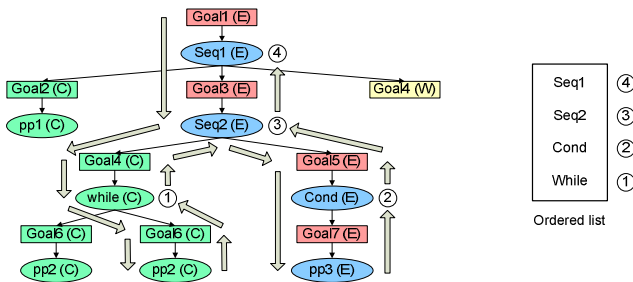 Goal1 (E)
Seq1 (E) 4
Goal2 (C) Goal3 (E) Goal4 (W)
pp1 (C) Seq2 (E) 3
Goal4 (C) Goal5 (E)
while (C) 1 Cond (E) 2
Goal6 (C) Goal6 (C) Goal7 (E)
pp2 (C) pp2 (C) pp3 (E)
Seq1 4
Seq2 3
Cond 2
While 1
Ordered list